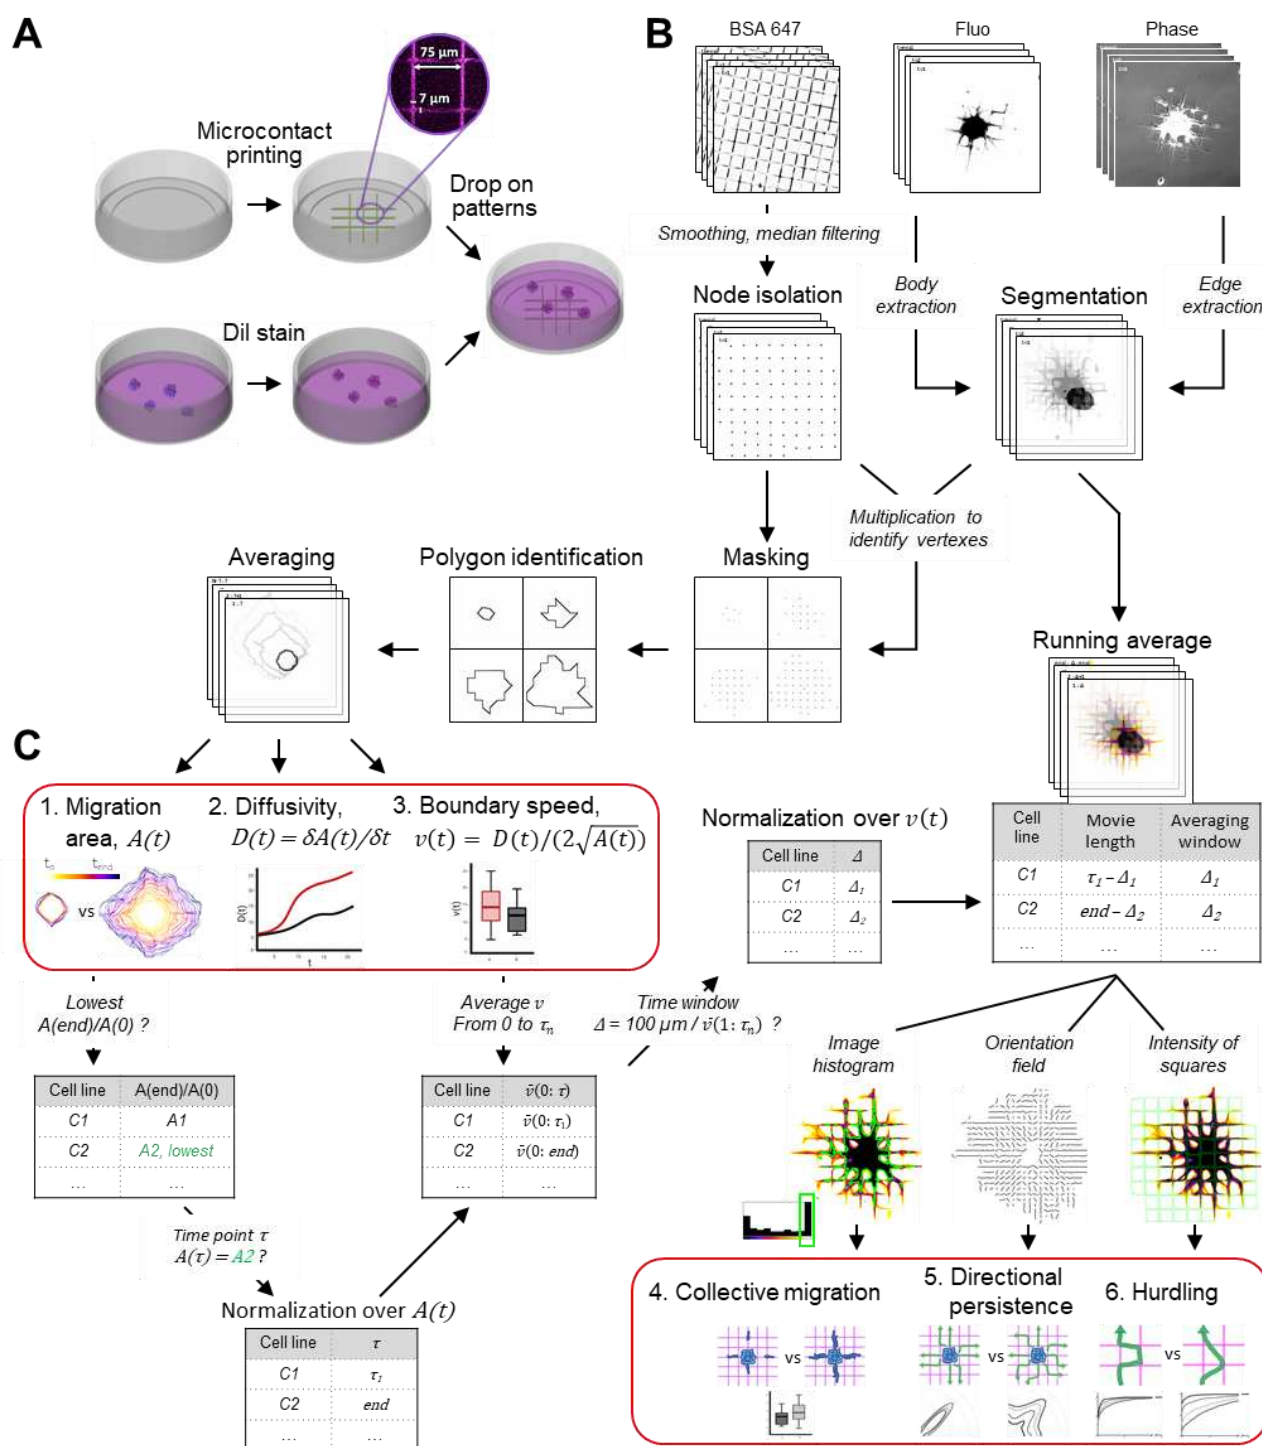 A
75 µm
7 µm
Microcontact
printing
Drop on
patterns
DiI stain
B
BSA 647
Fluo
Phase
Smoothing, median filtering
Body
extraction
Edge
extraction
Node isolation
Segmentation
Multiplication to
identify vertexes
Averaging
Polygon identification
Masking
Running average
C
1. Migration
area, A(t)
vs
2. Diffusivity,
D(t) = δA(t)/δt
D(t)
t
3. Boundary speed,
v(t) = D(t)/(2√A(t))
v(t)
Normalization over v(t)
Cell line Δ
C1 Δ₁
C2 Δ₂
... ...
Cell line Movie length Averaging window
C1 τ₁ – Δ₁ Δ₁
C2 end – Δ₂ Δ₂
... ... ...
Lowest
A(end)/A(0) ?
Average v
From 0 to τₙ
Time window
Δ = 100 µm / v̄(1: τₙ) ?
Image
histogram
Orientation
field
Intensity of
squares
Cell line A(end)/A(0)
C1 A1
C2 A2, lowest
... ...
Cell line v̄(0: τ)
C1 v̄(0: τ₁)
C2 v̄(0: end)
... ...
Time point τ
A(τ) = A2 ?
Normalization over A(t)
Cell line τ
C1 τ₁
C2 end
... ...
4. Collective migration
vs
5. Directional
persistence
vs
6. Hurdling
vs